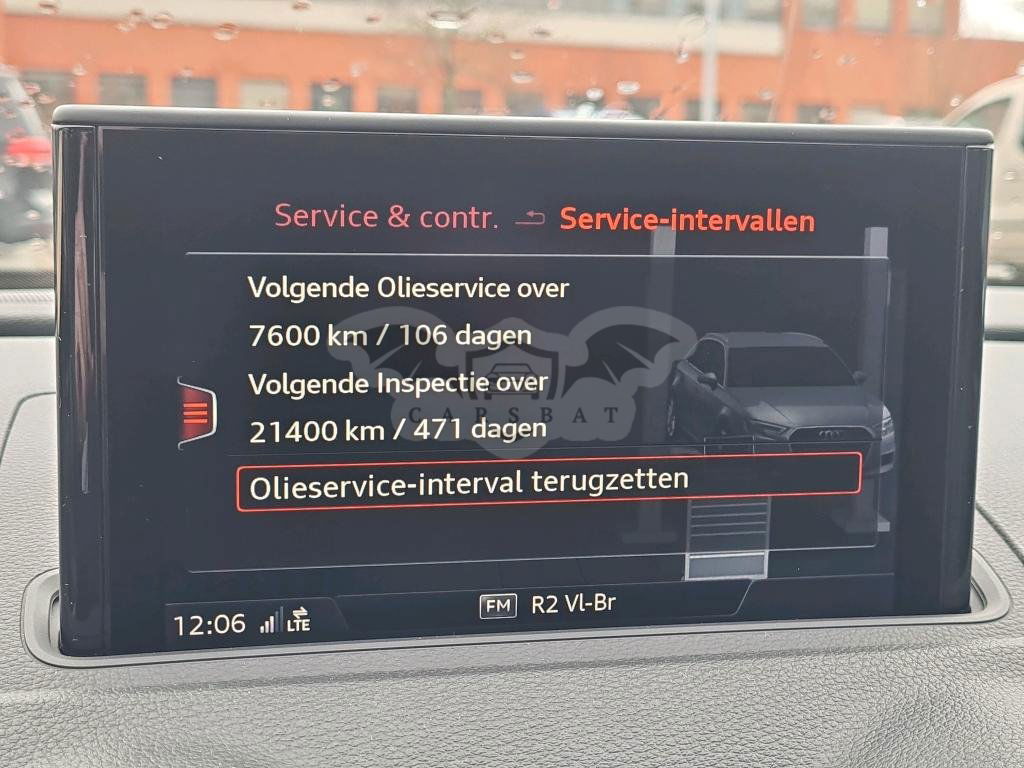 Service & contr. Service-intervallen
Volgende Olieservice over
7600 km / 106 dagen
Volgende Inspectie over
CARSBAT
21400 km / 471 dagen
Olieservice-interval terugzetten
12:06 LTE FM R2 Vl-Br